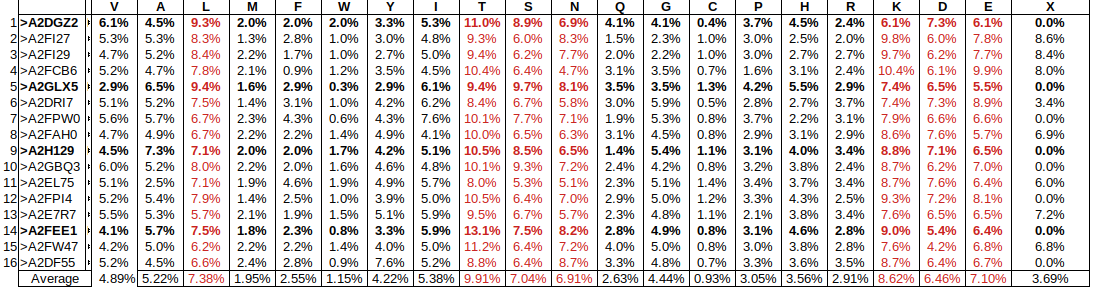 V A L M F W Y I T S N Q G C P H R K D E X
1 >A2DGZ2 6.1% 4.5% 9.3% 2.0% 2.0% 2.0% 3.3% 5.3% 11.0% 8.9% 6.9% 4.1% 4.1% 0.4% 3.7% 4.5% 2.4% 6.1% 7.3% 6.1% 0.0%
2 >A2FI27 5.3% 5.3% 8.3% 1.3% 2.8% 1.0% 3.0% 4.8% 9.3% 6.0% 8.3% 1.5% 2.3% 1.0% 3.0% 2.5% 2.0% 9.8% 6.0% 7.8% 8.6%
3 >A2FI29 4.7% 5.2% 8.4% 2.2% 1.7% 1.0% 2.7% 5.0% 9.4% 6.2% 7.7% 2.0% 2.2% 1.0% 3.0% 2.7% 2.7% 9.7% 6.2% 7.2% 8.4%
4 >A2FCB6 5.2% 4.7% 7.8% 2.1% 0.9% 1.2% 3.5% 4.5% 10.4% 6.4% 4.7% 3.1% 3.5% 0.7% 1.6% 3.1% 2.4% 10.4% 6.1% 9.9% 8.0%
5 >A2GLX5 2.9% 6.5% 9.4% 1.6% 2.9% 0.3% 2.9% 6.1% 9.4% 9.7% 8.1% 3.5% 3.5% 1.3% 4.2% 5.5% 2.9% 7.4% 6.5% 5.5% 0.0%
6 >A2DRI7 5.1% 5.2% 7.5% 1.4% 3.1% 1.0% 4.2% 6.2% 8.4% 6.7% 5.8% 3.0% 5.9% 0.5% 2.8% 2.7% 3.7% 7.4% 7.3% 8.9% 3.4%
7 >A2FPW0 5.6% 5.7% 6.7% 2.3% 4.3% 0.6% 4.3% 7.6% 10.1% 7.7% 7.1% 1.9% 5.3% 0.8% 3.7% 2.2% 3.1% 7.9% 6.6% 6.6% 0.0%
8 >A2FAH0 4.7% 4.9% 6.7% 2.2% 2.2% 1.4% 4.9% 4.1% 10.0% 6.5% 6.3% 3.1% 4.5% 0.8% 2.9% 3.1% 2.9% 8.6% 7.6% 5.7% 6.9%
9 >A2H129 4.5% 7.3% 7.1% 2.0% 2.0% 1.7% 4.2% 5.1% 10.5% 8.5% 6.5% 1.4% 5.4% 1.1% 3.1% 4.0% 3.4% 8.8% 7.1% 6.5% 0.0%
10 >A2GBQ3 6.0% 5.2% 8.0% 2.2% 2.0% 1.6% 4.6% 4.8% 10.1% 9.3% 7.2% 2.4% 4.2% 0.8% 3.2% 3.8% 2.4% 8.7% 6.2% 7.0% 0.0%
11 >A2EL75 5.1% 2.5% 7.1% 1.9% 4.6% 1.9% 4.9% 5.7% 8.0% 5.3% 5.1% 2.3% 5.1% 1.4% 3.4% 3.7% 3.4% 8.7% 7.6% 6.4% 6.0%
12 >A2FPI4 5.2% 5.4% 7.9% 1.4% 2.5% 1.0% 3.9% 5.0% 10.5% 6.4% 7.0% 2.9% 5.0% 1.2% 3.3% 4.3% 2.5% 9.3% 7.2% 8.1% 0.0%
13 >A2E7R7 5.5% 5.3% 5.7% 2.1% 1.9% 1.5% 5.1% 5.9% 9.5% 6.7% 5.7% 2.3% 4.8% 1.1% 2.1% 3.8% 3.4% 7.6% 6.5% 6.5% 7.2%
14 >A2FEE1 4.1% 5.7% 7.5% 1.8% 2.3% 0.8% 3.3% 5.9% 13.1% 7.5% 8.2% 2.8% 4.9% 0.8% 3.1% 4.6% 2.8% 9.0% 5.4% 6.4% 0.0%
15 >A2FW47 4.2% 5.0% 6.2% 2.2% 2.2% 1.4% 4.0% 5.0% 11.2% 6.4% 7.2% 4.0% 5.0% 0.8% 3.0% 3.8% 2.8% 7.6% 4.2% 6.8% 6.8%
16 >A2DF55 5.2% 4.5% 6.6% 2.4% 2.8% 0.9% 7.6% 5.2% 8.8% 6.4% 8.7% 3.3% 4.8% 0.7% 3.3% 3.6% 3.5% 8.7% 6.4% 6.7% 0.0%
Average 4.89% 5.22% 7.38% 1.95% 2.55% 1.15% 4.22% 5.38% 9.91% 7.04% 6.91% 2.63% 4.44% 0.93% 3.05% 3.56% 2.91% 8.62% 6.46% 7.10% 3.69%